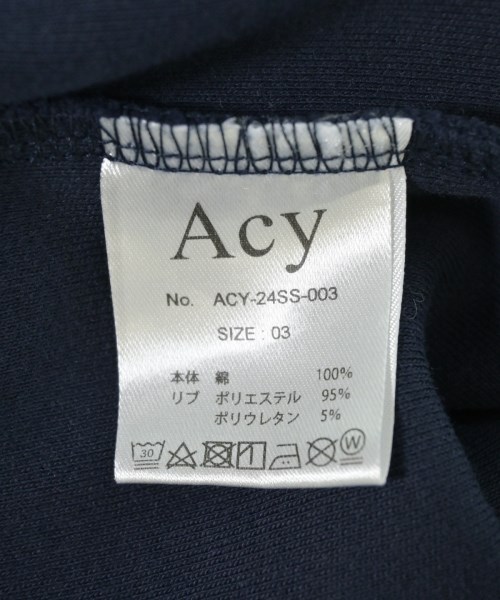 Acy
No. ACY-24SS-003
SIZE : 03
本体 綿 100%
リブ ポリエステル 95%
ポリウレタン 5%
30
W